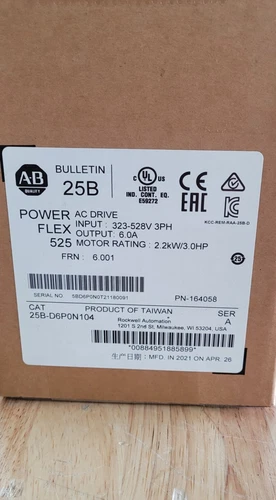 A-B
QUALITY
BULLETIN
25B
UL
LISTED
IND. CONT. EQ.
E59272
CE
EAC
KCC-REM-RAA-25B-D
POWER FLEX 525
AC DRIVE
INPUT : 323-528V 3PH
OUTPUT: 6.0A
MOTOR RATING : 2.2kW/3.0HP
FRN : 6.001
SERIAL NO. 5BD6P0N0T21180091
PN-164058
CAT
25B-D6P0N104
PRODUCT OF TAIWAN
Rockwell Automation
1201 S 2nd St, Milwaukee, WI 53204, USA
SER
A
*00884951885899*
生产日期: MFD. IN 2021 ON APR. 26